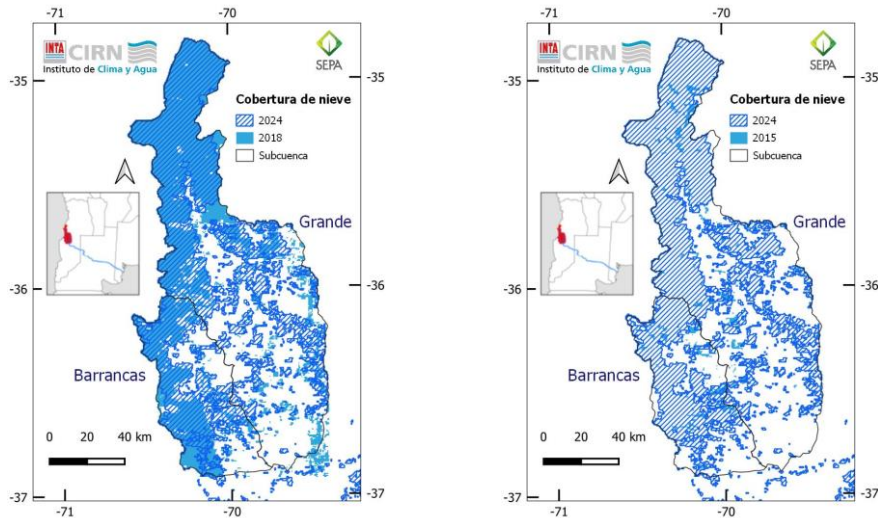 -71
-70
INTA CIRN
Instituto de Clima y Agua
SEPA
-35
-35
Cobertura de nieve
2024
2018
Subcuenca
Grande
-36
-36
Barrancas
0 20 40 km
-37
-37
-71
-70
-71
-70
INTA CIRN
Instituto de Clima y Agua
SEPA
-35
-35
Cobertura de nieve
2024
2015
Subcuenca
Grande
-36
-36
Barrancas
0 20 40 km
-37
-37
-71
-70